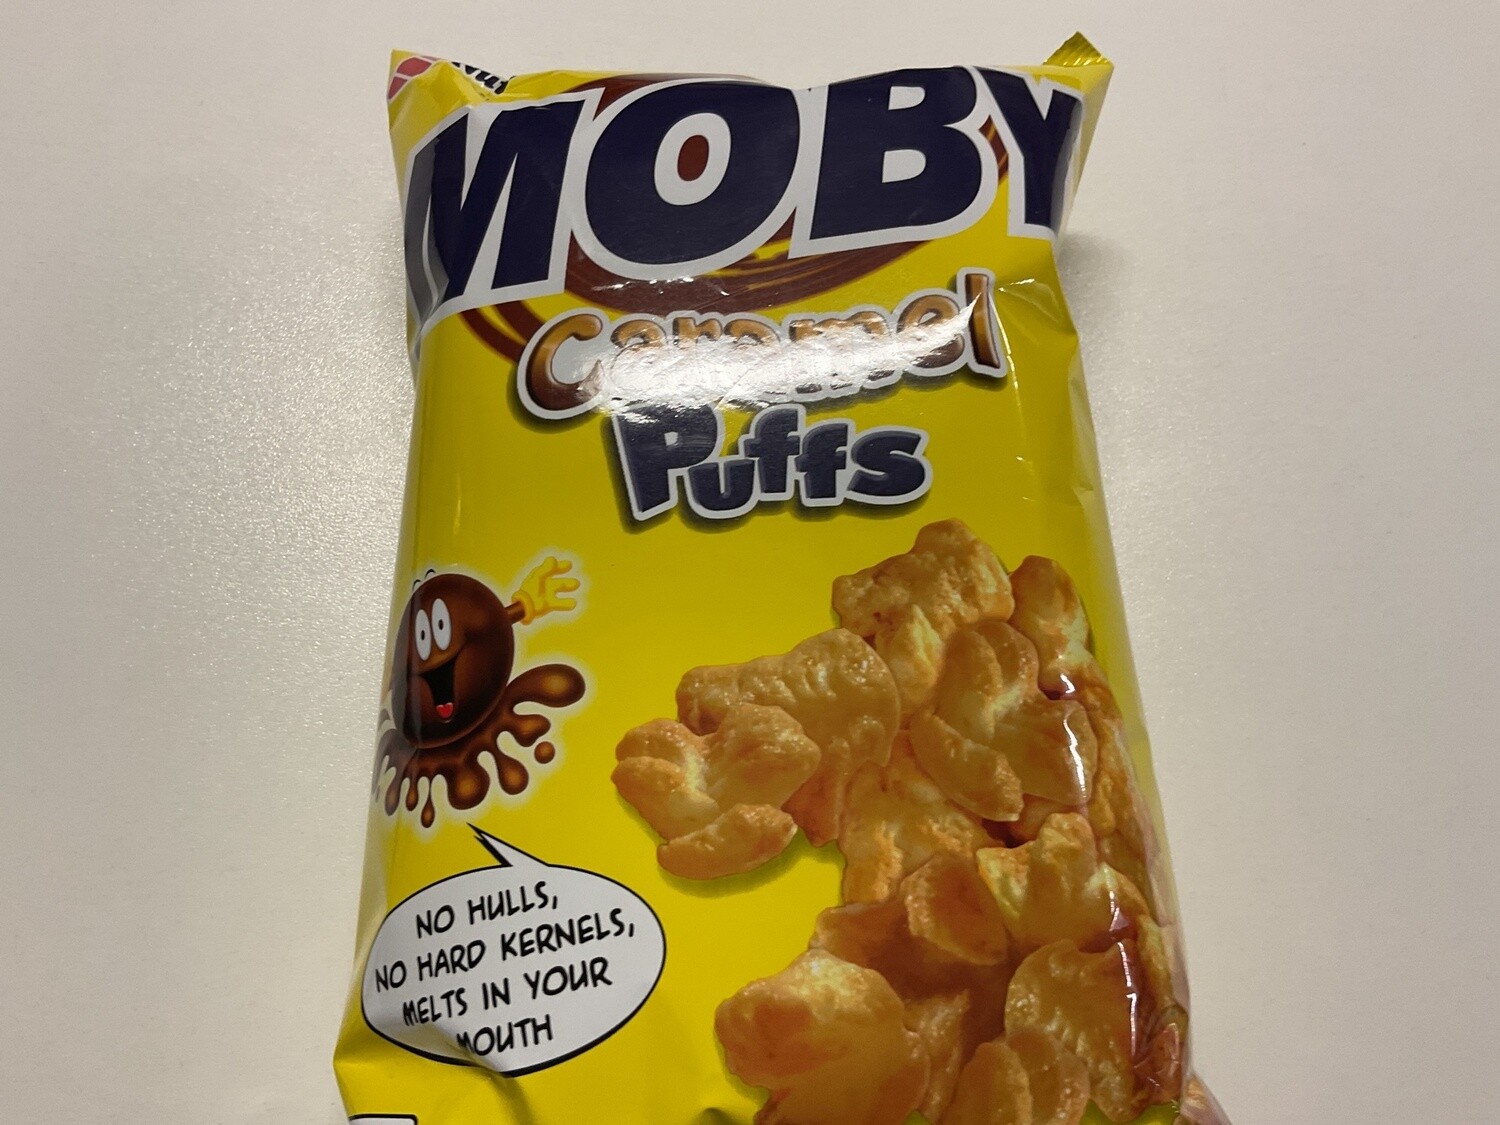 MOBY
Caramel
Puffs
NO HULLS,
NO HARD KERNELS,
MELTS IN YOUR
MOUTH